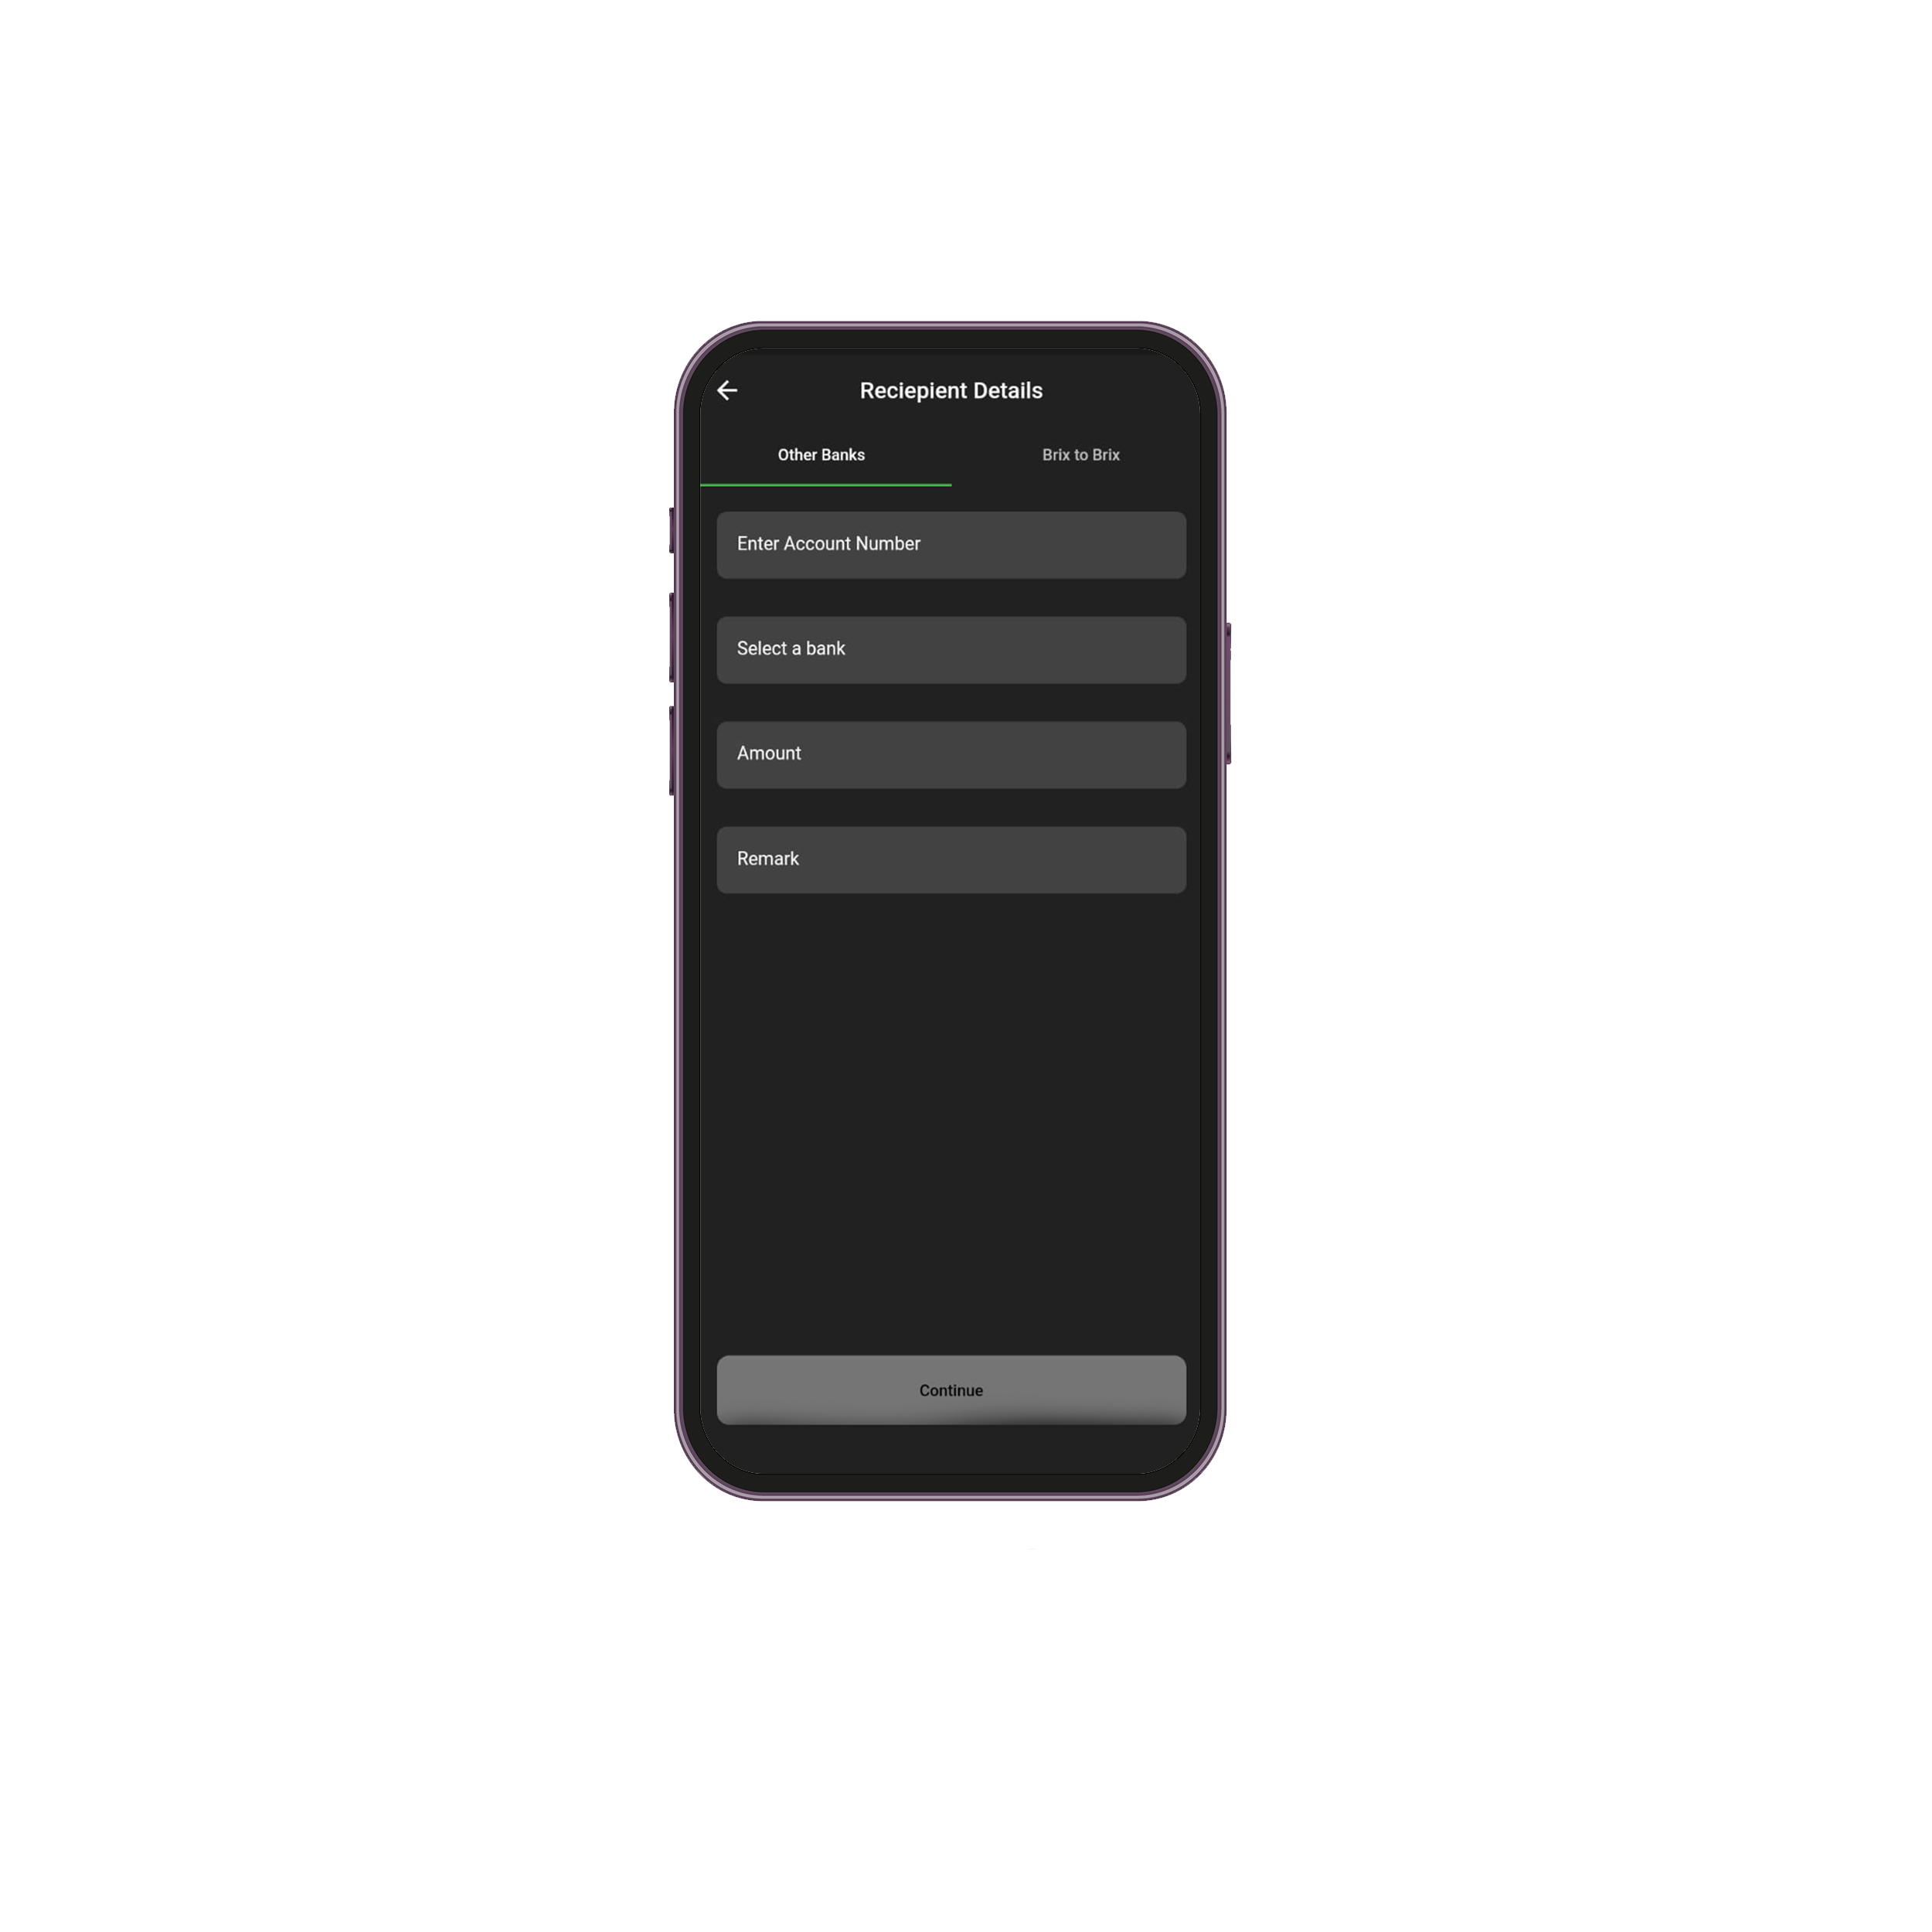 Reciepient Details
Other Banks
Brix to Brix
Enter Account Number
Select a bank
Amount
Remark
Continue